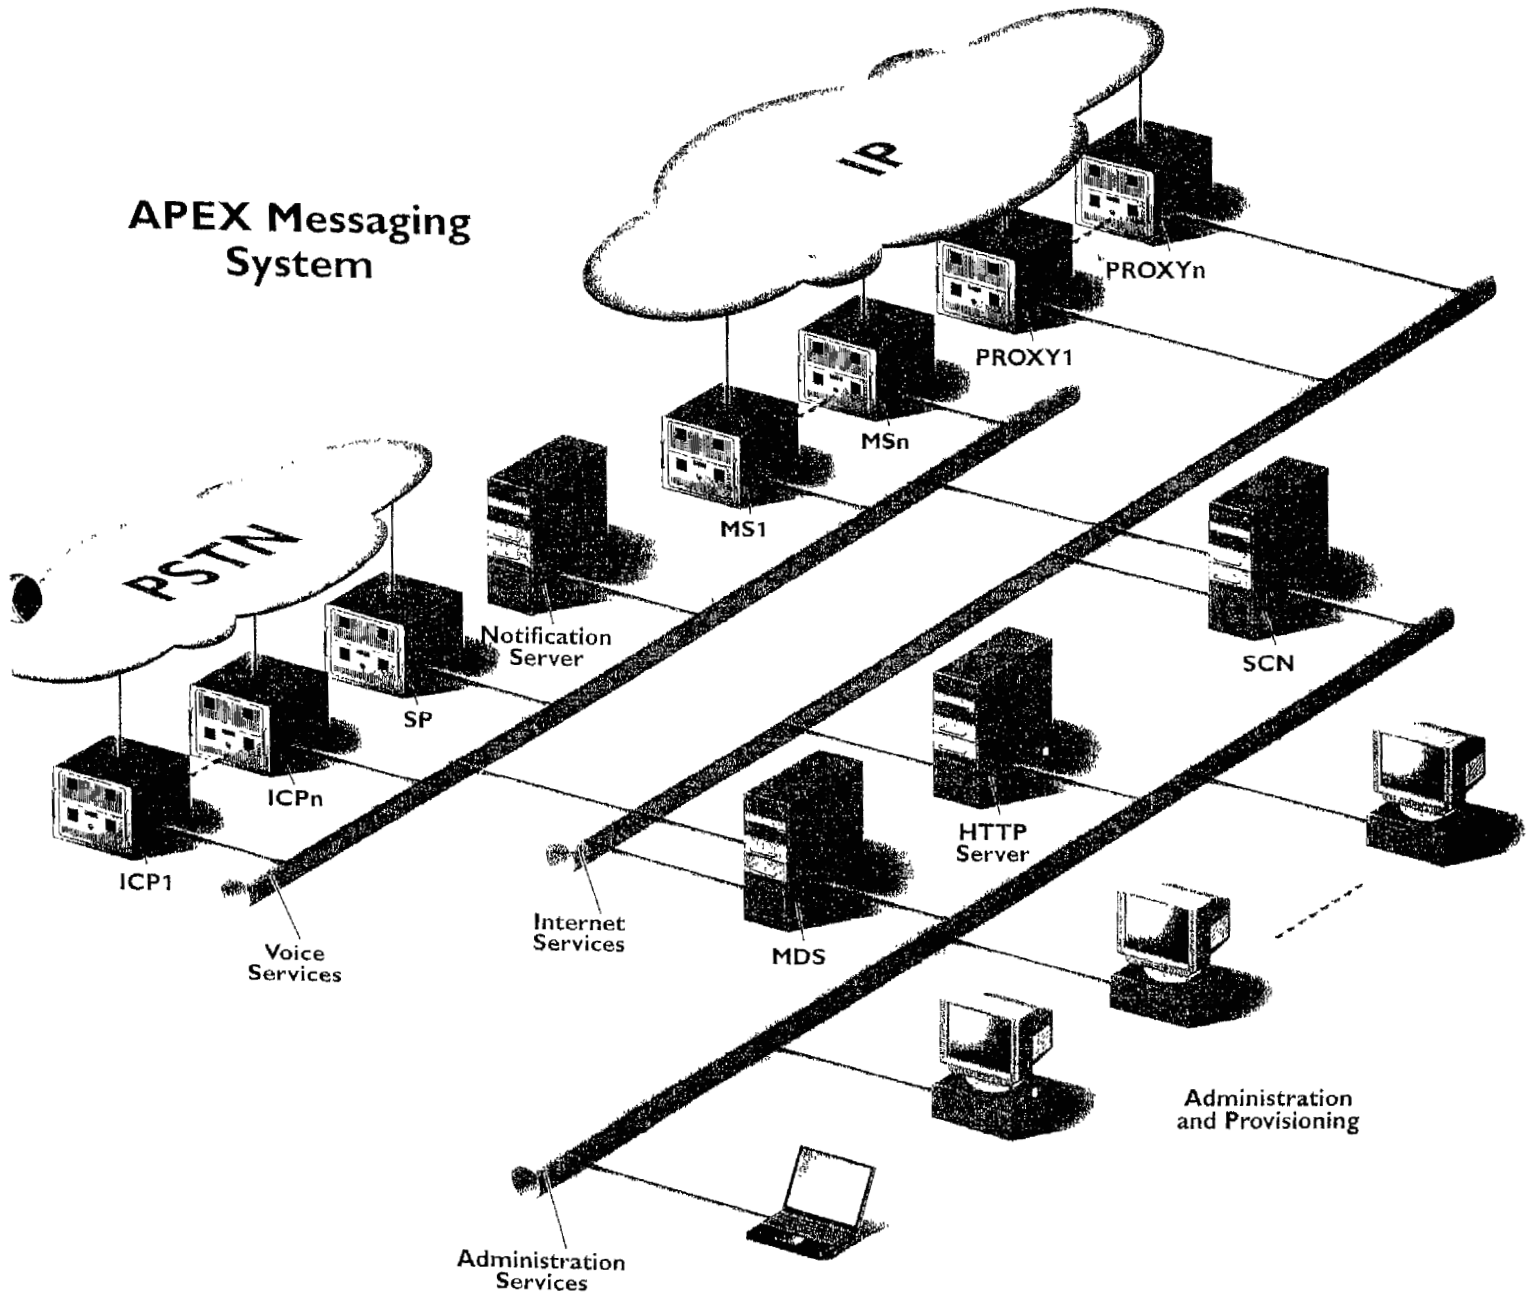 APEX Messaging
System
IP
PROXYn
PROXY1
MSn
MS1
PSTN
Notification
Server
SP
ICPn
ICP1
SCN
HTTP
Server
MDS
Internet
Services
Voice
Services
Administration
and Provisioning
Administration
Services